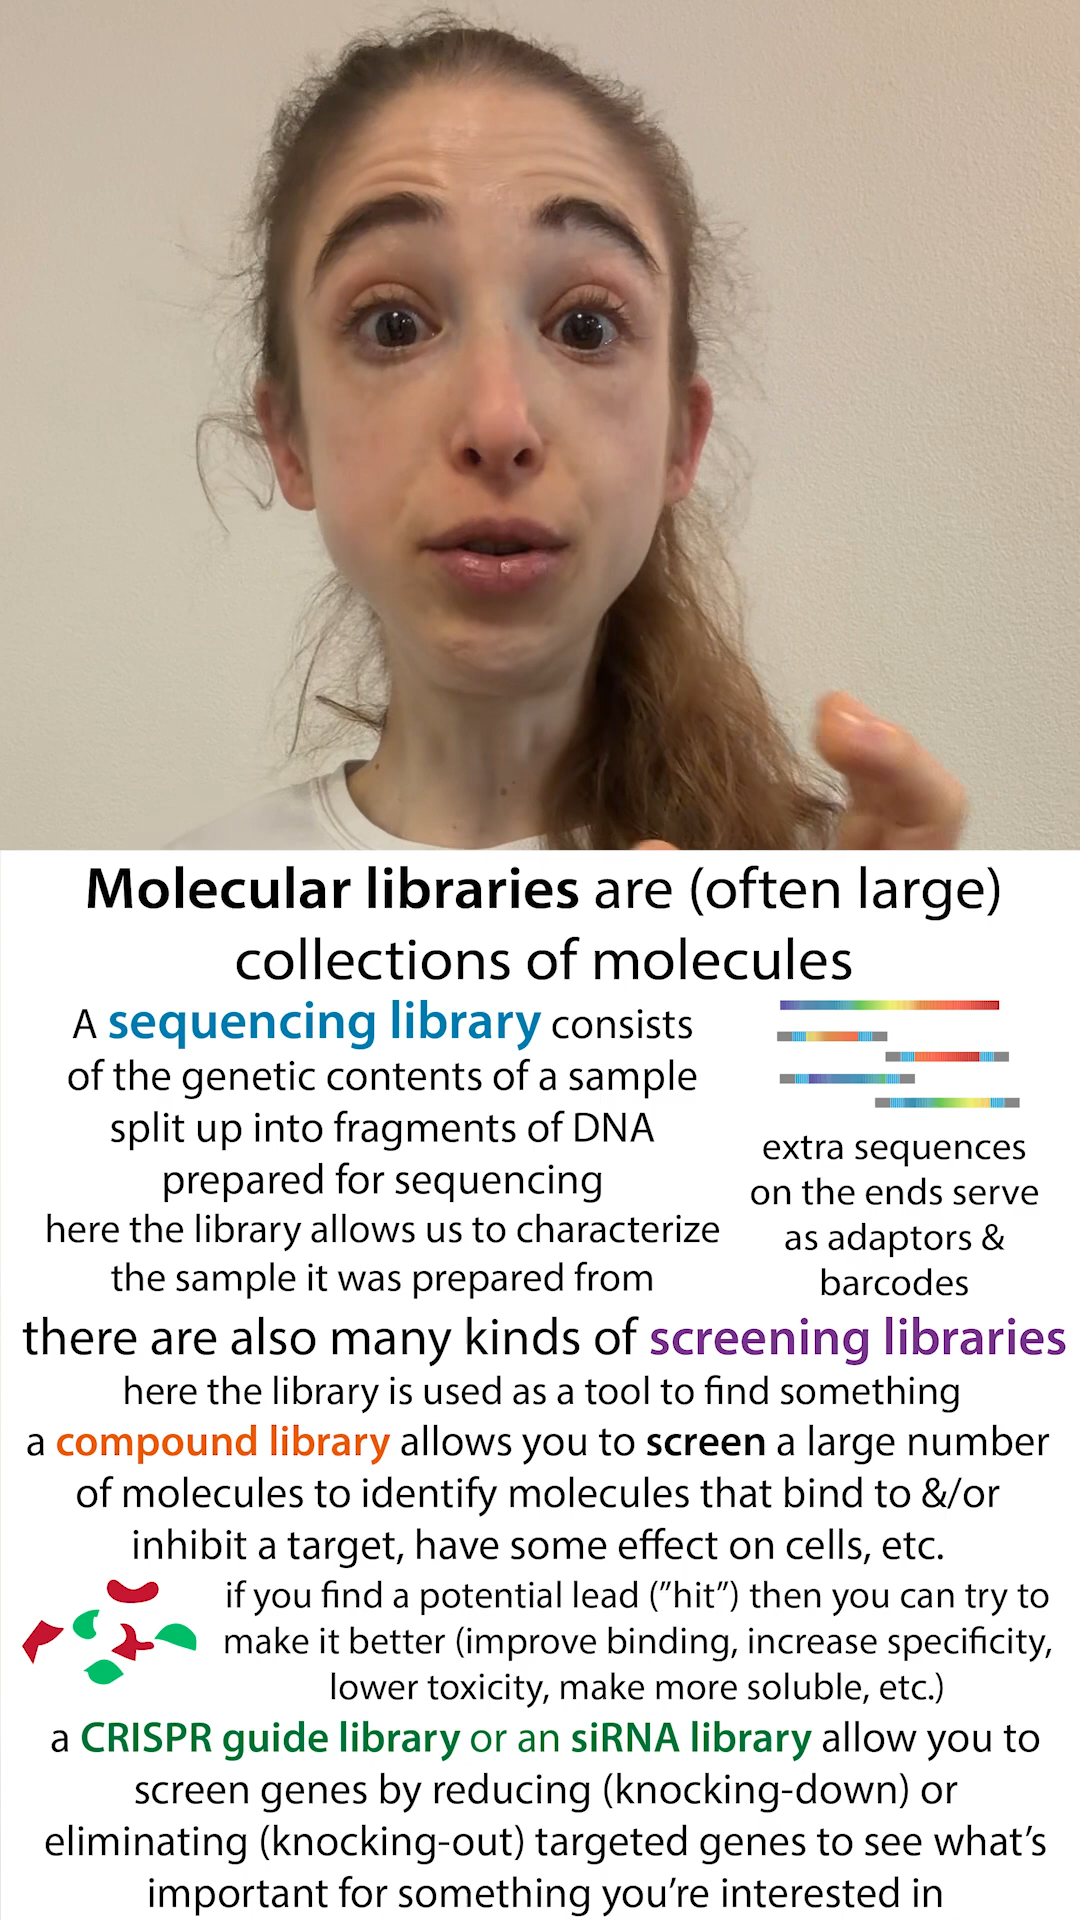 Molecular libraries are (often large)
collections of molecules
A sequencing library consists
of the genetic contents of a sample
split up into fragments of DNA
prepared for sequencing
here the library allows us to characterize
the sample it was prepared from
extra sequences
on the ends serve
as adaptors &
barcodes
there are also many kinds of screening libraries
here the library is used as a tool to find something
a compound library allows you to screen a large number
of molecules to identify molecules that bind to &/or
inhibit a target, have some effect on cells, etc.
if you find a potential lead ("hit") then you can try to
make it better (improve binding, increase specificity,
lower toxicity, make more soluble, etc.)
a CRISPR guide library or an siRNA library allow you to
screen genes by reducing (knocking-down) or
eliminating (knocking-out) targeted genes to see what's
important for something you're interested in